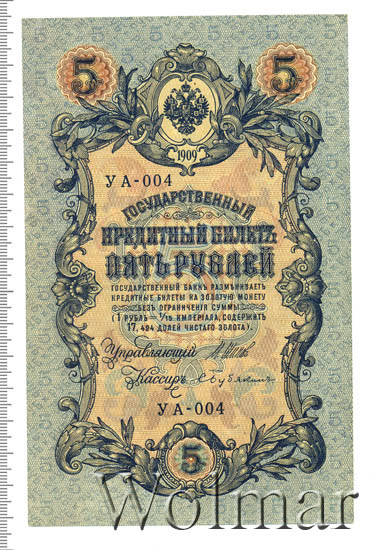 5 5
1909
УА-004
ГОСУДАРСТВЕННЫЙ
КРЕДИТНЫЙ БИЛЕТЪ
ПЯТЬ РУБЛЕЙ
ГОСУДАРСТВЕННЫЙ БАНКЪ РАЗМѢНИВАЕТЪ
КРЕДИТНЫЕ БИЛЕТЫ НА ЗОЛОТУЮ МОНЕТУ
БЕЗЪ ОГРАНИЧЕНІЯ СУММЫ
(1 РУБЛЬ = 1/15 ИМПЕРІАЛА, СОДЕРЖИТЪ
17,424 ДОЛЕЙ ЧИСТАГО ЗОЛОТА).
Управляющій
Кассиръ
УА-004
5
Wolmar